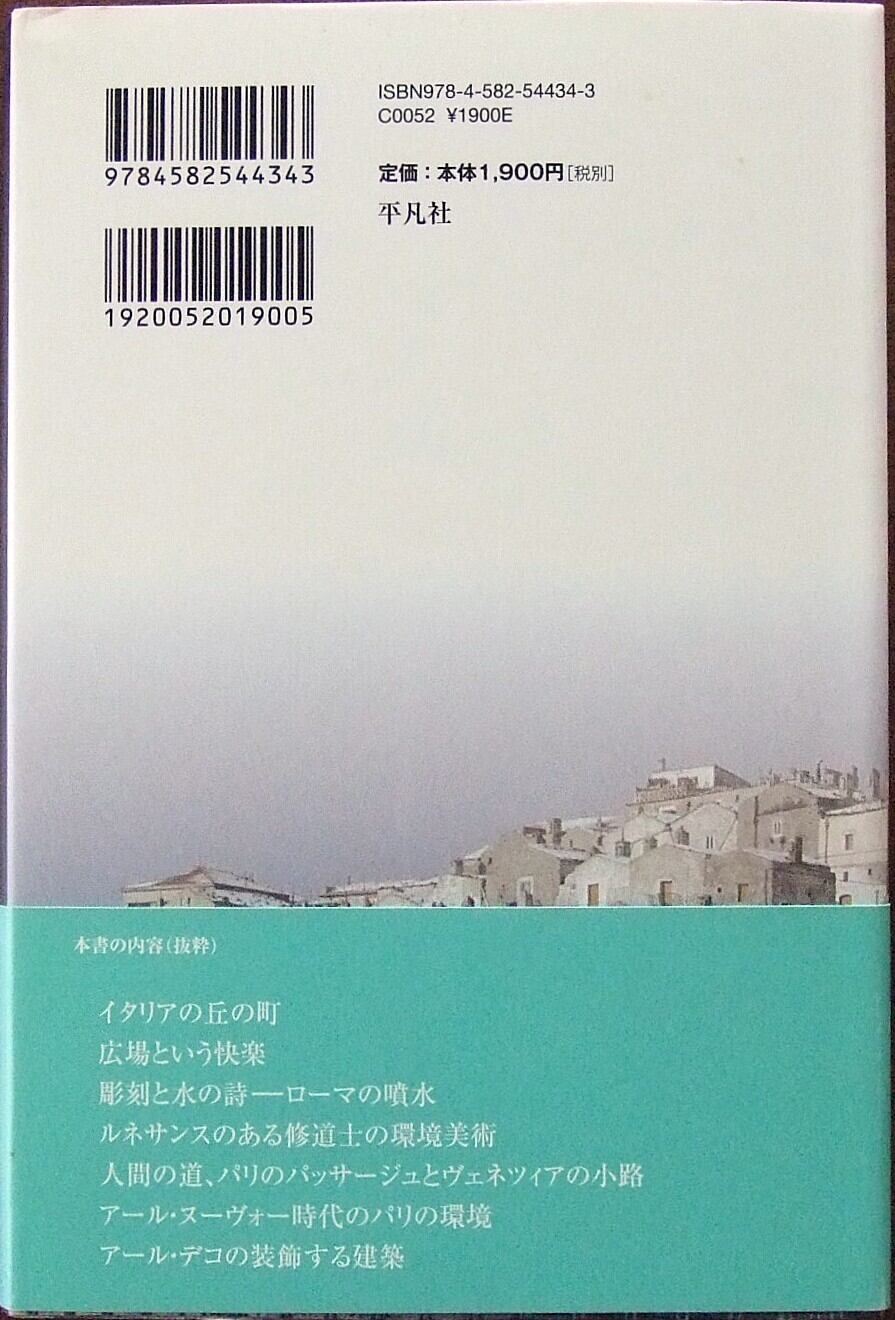 ISBN978-4-582-54434-3
C0052 ¥1900E
9784582544343
定価：本体1,900円[税別]
平凡社
1920052019005
本書の内容(抜粋)
イタリアの丘の町
広場という快楽
彫刻と水の詩──ローマの噴水
ルネサンスのある修道士の環境美術
人間の道、パリのパッサージュとヴェネツィアの小路
アール・ヌーヴォー時代のパリの環境
アール・デコの装飾する建築